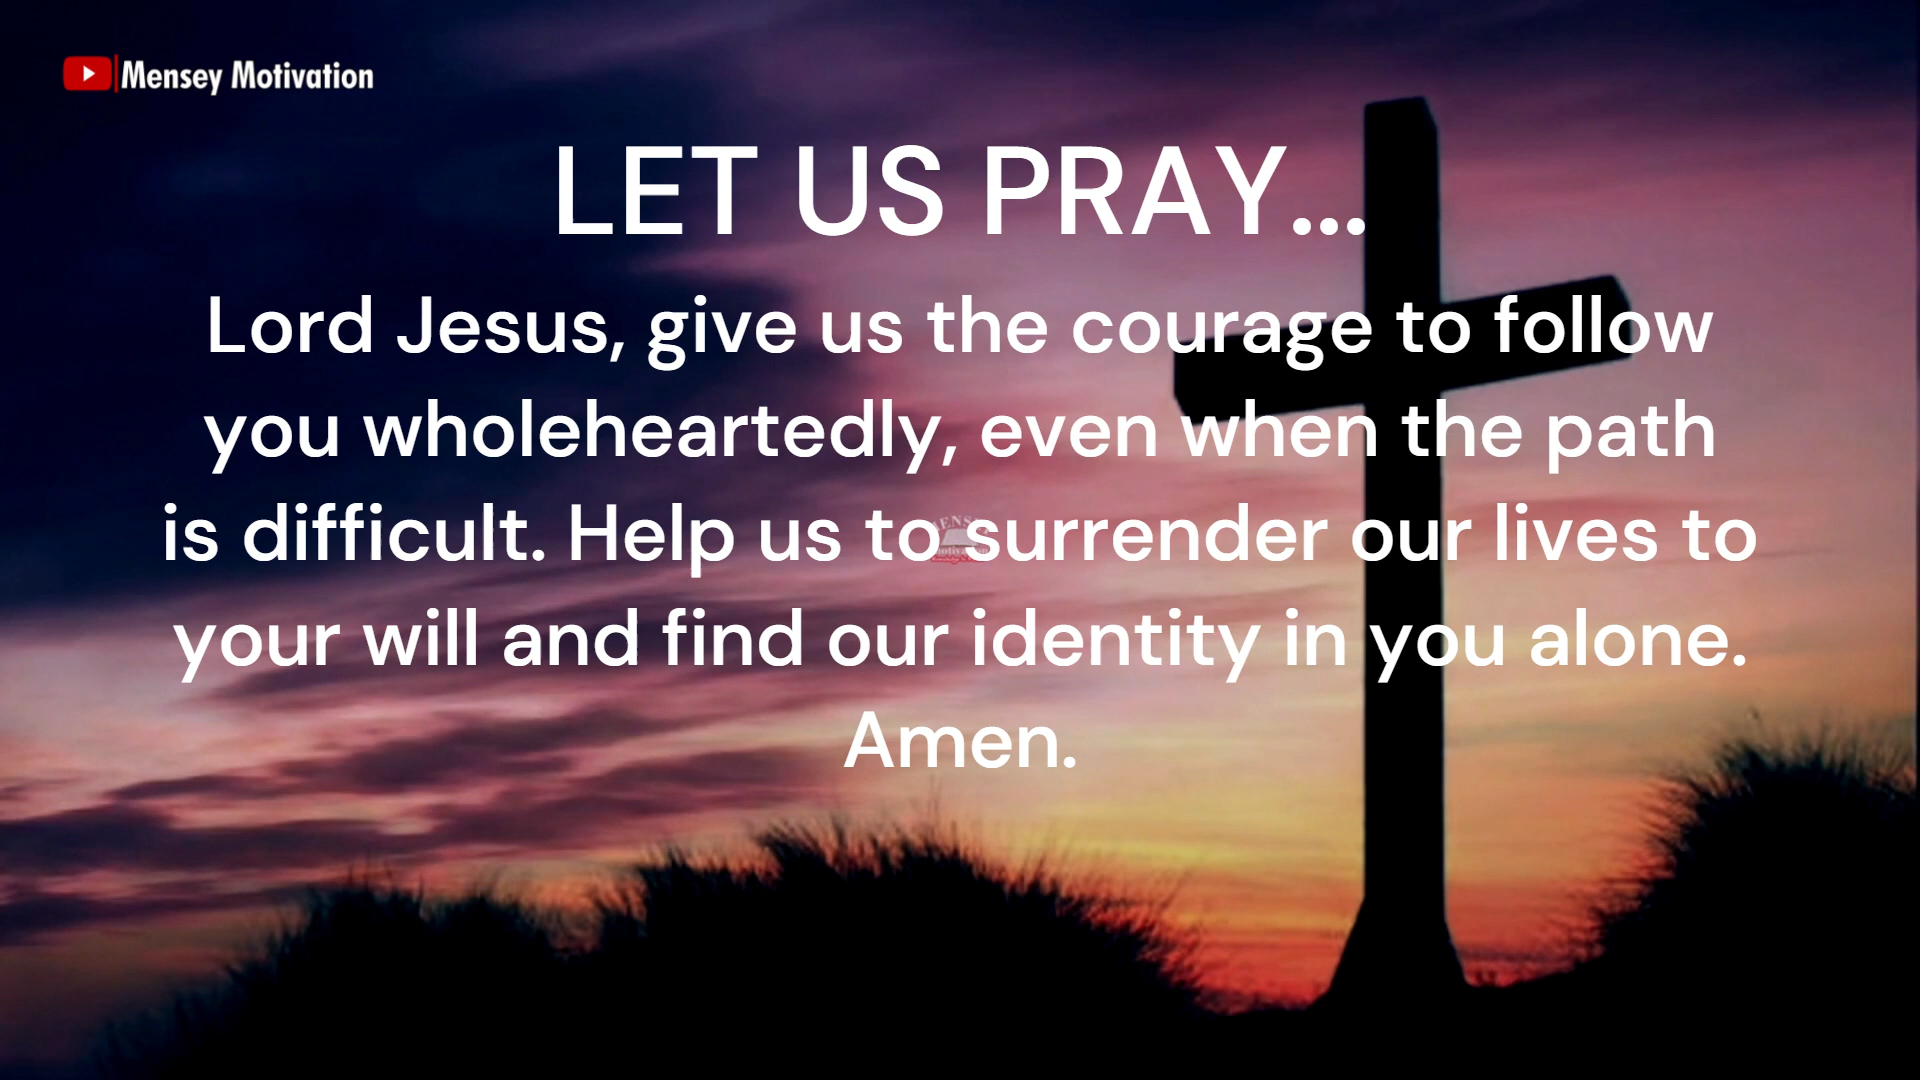 Mensey Motivation
LET US PRAY...
Lord Jesus, give us the courage to follow
you wholeheartedly, even when the path
is difficult. Help us to surrender our lives to
your will and find our identity in you alone.
Amen.